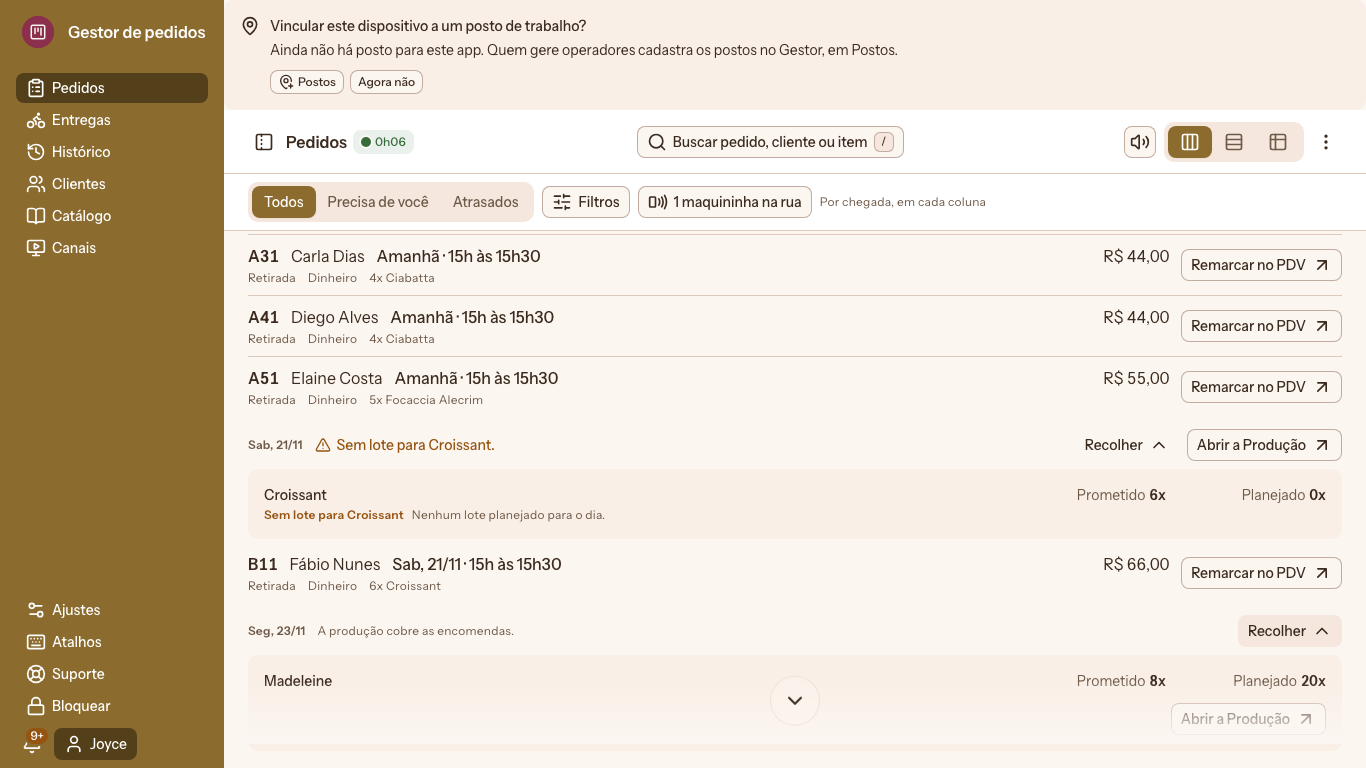 Gestor de pedidos
Pedidos
Entregas
Histórico
Clientes
Catálogo
Canais
Ajustes
Atalhos
Suporte
Bloquear
9+
Joyce
Vincular este dispositivo a um posto de trabalho?
Ainda não há posto para este app. Quem gere operadores cadastra os postos no Gestor, em Postos.
Postos Agora não
Pedidos 0h06 Buscar pedido, cliente ou item /
Todos Precisa de você Atrasados Filtros 1 maquininha na rua Por chegada, em cada coluna
A31 Carla Dias Amanhã · 15h às 15h30 R$ 44,00 Remarcar no PDV
Retirada Dinheiro 4x Ciabatta
A41 Diego Alves Amanhã · 15h às 15h30 R$ 44,00 Remarcar no PDV
Retirada Dinheiro 4x Ciabatta
A51 Elaine Costa Amanhã · 15h às 15h30 R$ 55,00 Remarcar no PDV
Retirada Dinheiro 5x Focaccia Alecrim
Sab, 21/11 Sem lote para Croissant. Recolher Abrir a Produção
Croissant Prometido 6x Planejado 0x
Sem lote para Croissant Nenhum lote planejado para o dia.
B11 Fábio Nunes Sab, 21/11 · 15h às 15h30 R$ 66,00 Remarcar no PDV
Retirada Dinheiro 6x Croissant
Seg, 23/11 A produção cobre as encomendas. Recolher
Madeleine Prometido 8x Planejado 20x
Abrir a Produção